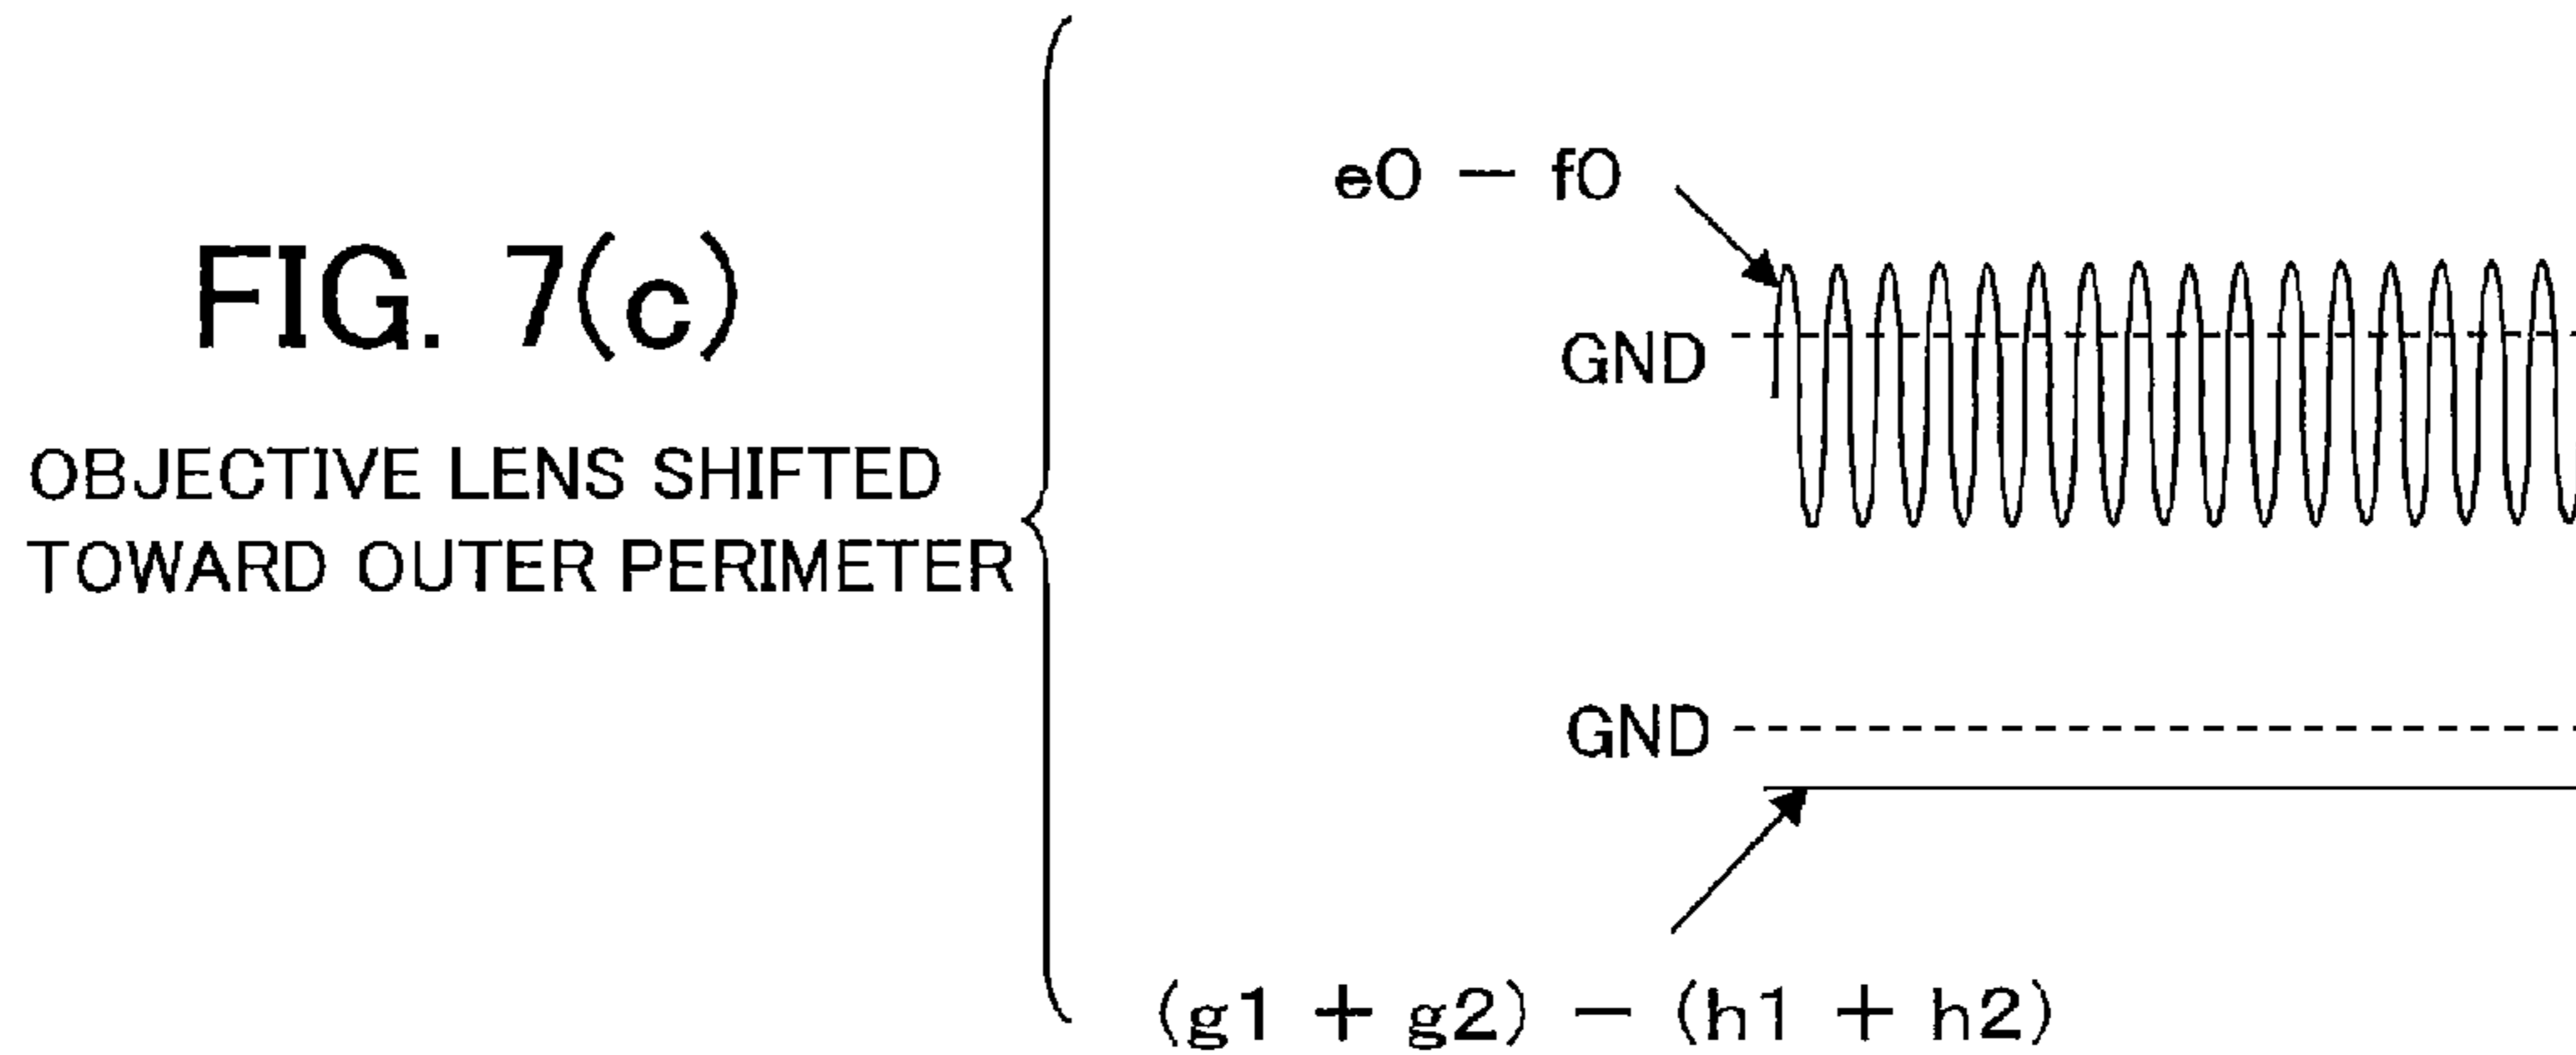 FIG. 7(c)
OBJECTIVE LENS SHIFTED
TOWARD OUTER PERIMETER
e0 − f0
GND
GND
(g1 + g2) − (h1 + h2)